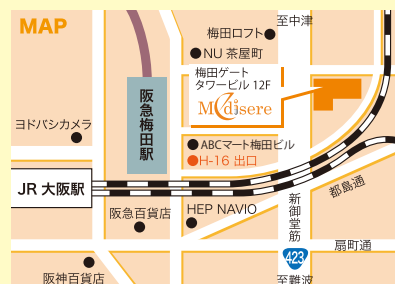 MAP
梅田ロフト
至中津
NU 茶屋町
梅田ゲート
タワービル 12F
Medisere
阪急梅田駅
ヨドバシカメラ
ABCマート梅田ビル
H-16 出口
JR 大阪駅
都島通
阪急百貨店
HEP NAVIO
新御堂筋
扇町通
423
阪神百貨店
至難波